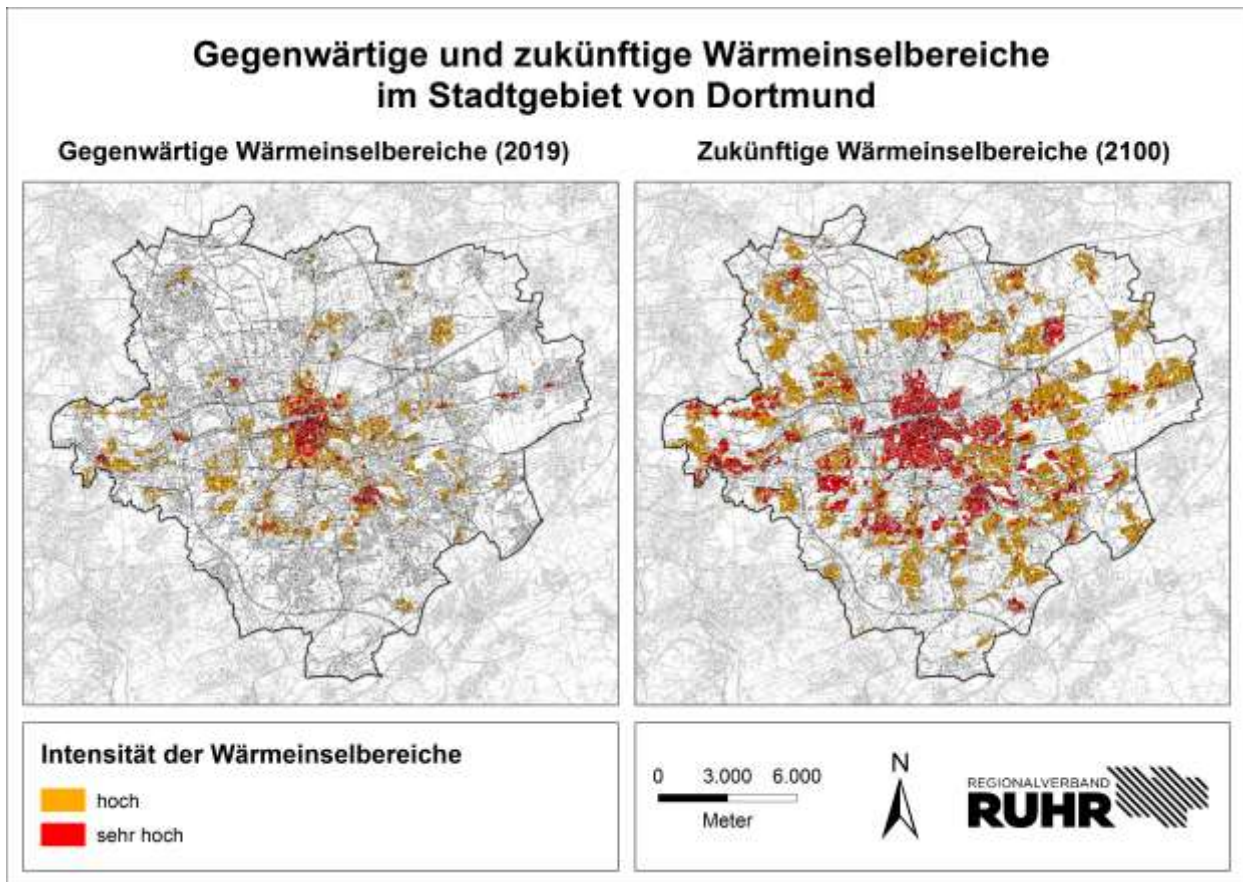 Gegenwärtige und zukünftige Wärmeinselbereiche
im Stadtgebiet von Dortmund
Gegenwärtige Wärmeinselbereiche (2019)
Zukünftige Wärmeinselbereiche (2100)
Intensität der Wärmeinselbereiche
hoch
sehr hoch
0 3.000 6.000
Meter
N
REGIONALVERBAND
RUHR